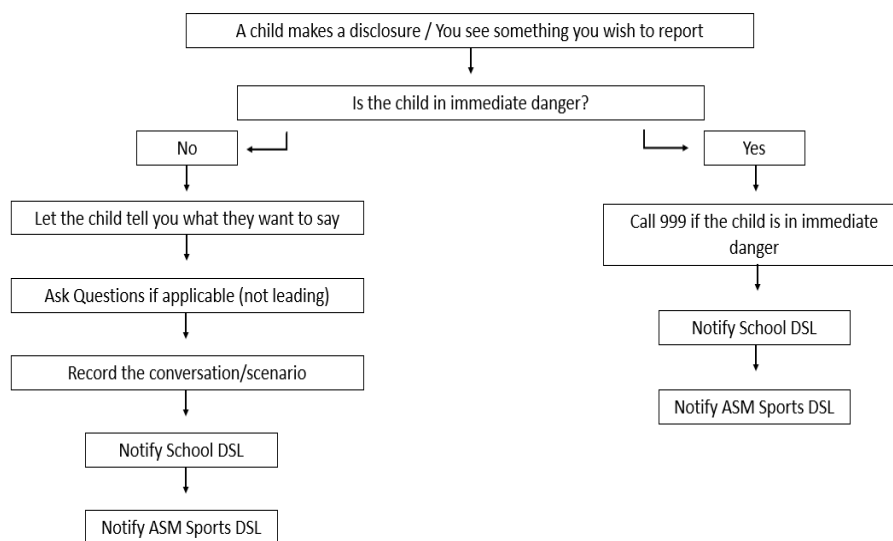 A child makes a disclosure / You see something you wish to report
Is the child in immediate danger?
No
Yes
Let the child tell you what they want to say
Call 999 if the child is in immediate
danger
Ask Questions if applicable (not leading)
Notify School DSL
Record the conversation/scenario
Notify ASM Sports DSL
Notify School DSL
Notify ASM Sports DSL